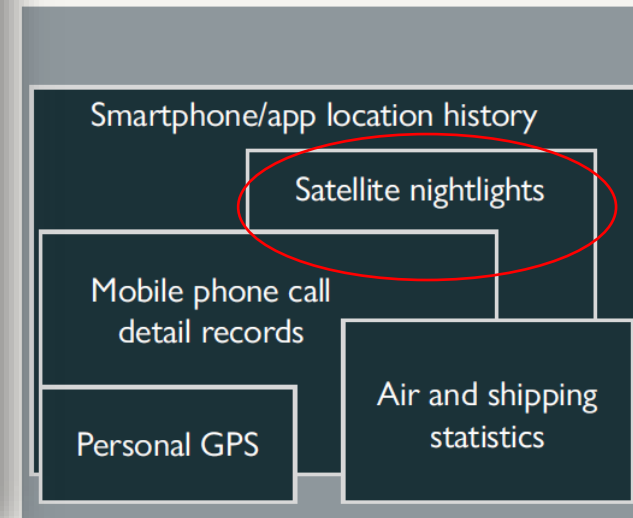 Smartphone/app location history
Satellite nightlights
Mobile phone call
detail records
Air and shipping
statistics
Personal GPS